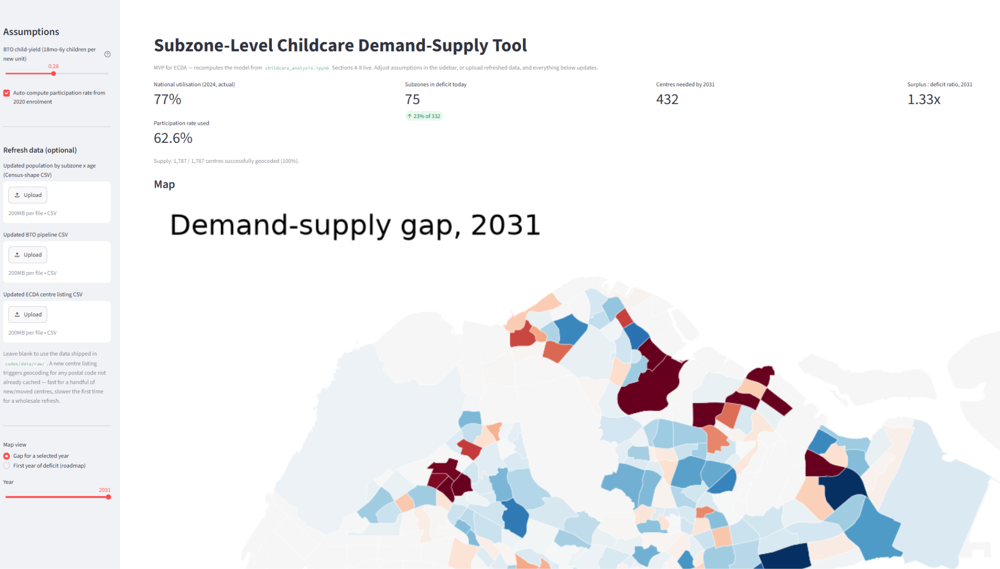 Assumptions
BTO child-yield (18mo-6y children per
new unit)
0.28
Auto-compute participation rate from
2020 enrolment
Refresh data (optional)
Updated population by subzone x age
(Census-shape CSV)
Upload
200MB per file • CSV
Updated BTO pipeline CSV
Upload
200MB per file • CSV
Updated ECDA centre listing CSV
Upload
200MB per file • CSV
Leave blank to use the data shipped in
codes/data/raw/ . A new centre listing
triggers geocoding for any postal code not
already cached — fast for a handful of
new/moved centres, slower the first time
for a wholesale refresh.
Map view
Gap for a selected year
First year of deficit (roadmap)
Year
2031
Subzone-Level Childcare Demand-Supply Tool
MVP for ECDA — recomputes the model from childcare_analysis.ipynb Sections 4-8 live. Adjust assumptions in the sidebar, or upload refreshed data, and everything below updates.
National utilisation (2024, actual)
77%
Subzones in deficit today
75
↑ 23% of 332
Centres needed by 2031
432
Surplus : deficit ratio, 2031
1.33x
Participation rate used
62.6%
Supply: 1,787 / 1,787 centres successfully geocoded (100%).
Map
Demand-supply gap, 2031